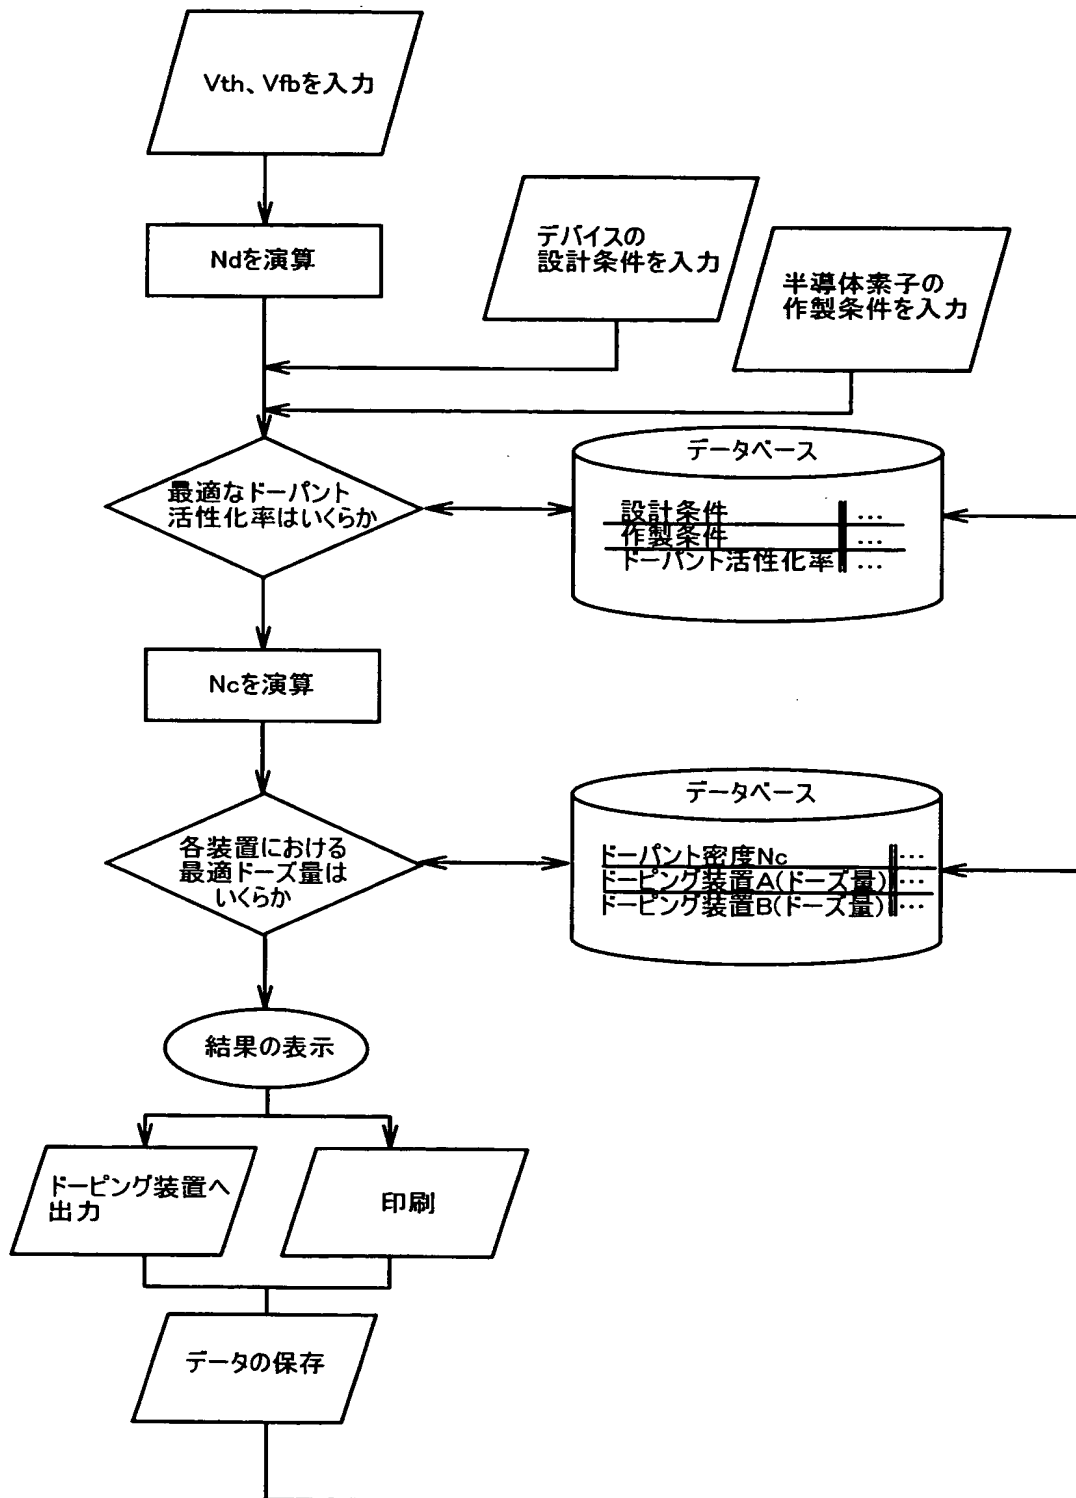 Vth、Vfbを入力
Ndを演算
デバイスの
設計条件を入力
半導体素子の
作製条件を入力
最適なドーパント
活性化率はいくらか
データベース
設計条件 …
作製条件 …
ドーパント活性化率 …
Ncを演算
各装置における
最適ドーズ量は
いくらか
データベース
ドーパント密度Nc …
ドーピング装置A(ドーズ量) …
ドーピング装置B(ドーズ量) …
結果の表示
ドーピング装置へ
出力
印刷
データの保存